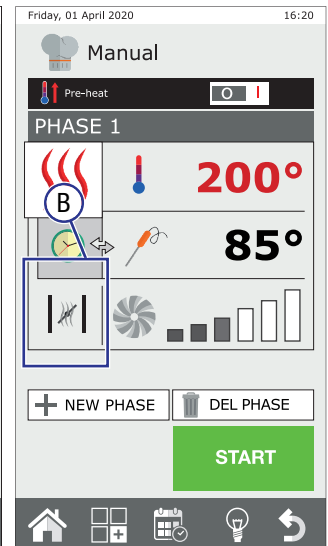 Friday, 01 April 2020 16:20
Manual
Pre-heat O I
PHASE 1
200°
B
85°
NEW PHASE DEL PHASE
START